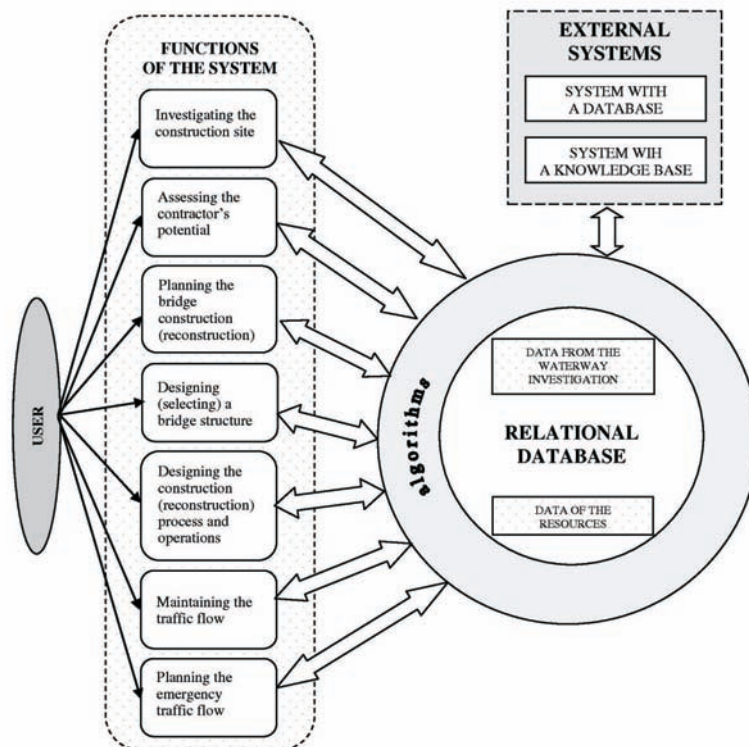 FUNCTIONS
OF THE SYSTEM
Investigating the
construction site
Assessing the
contractor's
potential
Planning the
bridge
construction
(reconstruction)
Designing
(selecting) a
bridge structure
Designing the
construction
(reconstruction)
process and
operations
Maintaining the
traffic flow
Planning the
emergency
traffic flow
USER
EXTERNAL
SYSTEMS
SYSTEM WITH
A DATABASE
SYSTEM WIH
A KNOWLEDGE BASE
algorithms
DATA FROM THE
WATERWAY
INVESTIGATION
RELATIONAL
DATABASE
DATA OF THE
RESOURCES